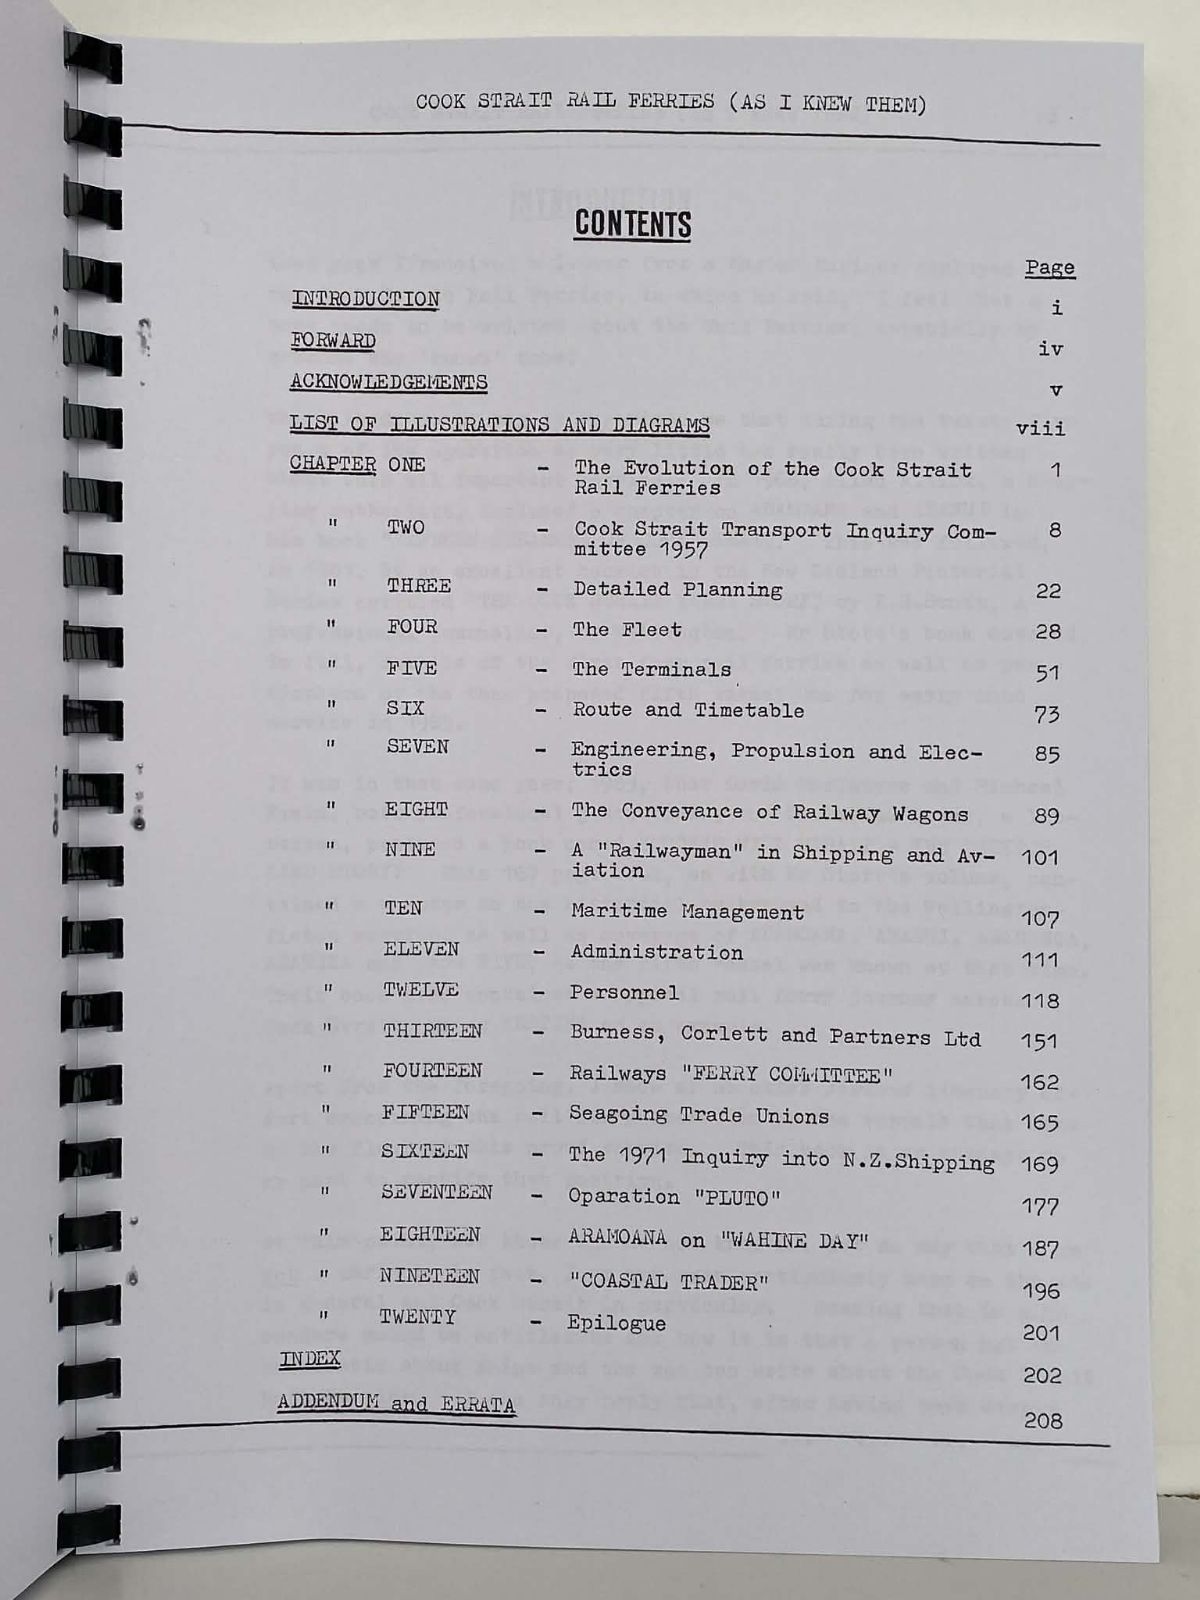 COOK STRAIT RAIL FERRIES (AS I KNEW THEM)
CONTENTS
Page
INTRODUCTION i
FORWARD iv
ACKNOWLEDGEMENTS v
LIST OF ILLUSTRATIONS AND DIAGRAMS viii
CHAPTER ONE - The Evolution of the Cook Strait 1
Rail Ferries
" TWO - Cook Strait Transport Inquiry Com- 8
mittee 1957
" THREE - Detailed Planning 22
" FOUR - The Fleet 28
" FIVE - The Terminals 51
" SIX - Route and Timetable 73
" SEVEN - Engineering, Propulsion and Elec- 85
trics
" EIGHT - The Conveyance of Railway Wagons 89
" NINE - A "Railwayman" in Shipping and Av- 101
iation
" TEN - Maritime Management 107
" ELEVEN - Administration 111
" TWELVE - Personnel 118
" THIRTEEN - Burness, Corlett and Partners Ltd 151
" FOURTEEN - Railways "FERRY COMMITTEE" 162
" FIFTEEN - Seagoing Trade Unions 165
" SIXTEEN - The 1971 Inquiry into N.Z.Shipping 169
" SEVENTEEN - Oparation "PLUTO" 177
" EIGHTEEN - ARAMOANA on "WAHINE DAY" 187
" NINETEEN - "COASTAL TRADER" 196
" TWENTY - Epilogue 201
INDEX 202
ADDENDUM and ERRATA 208